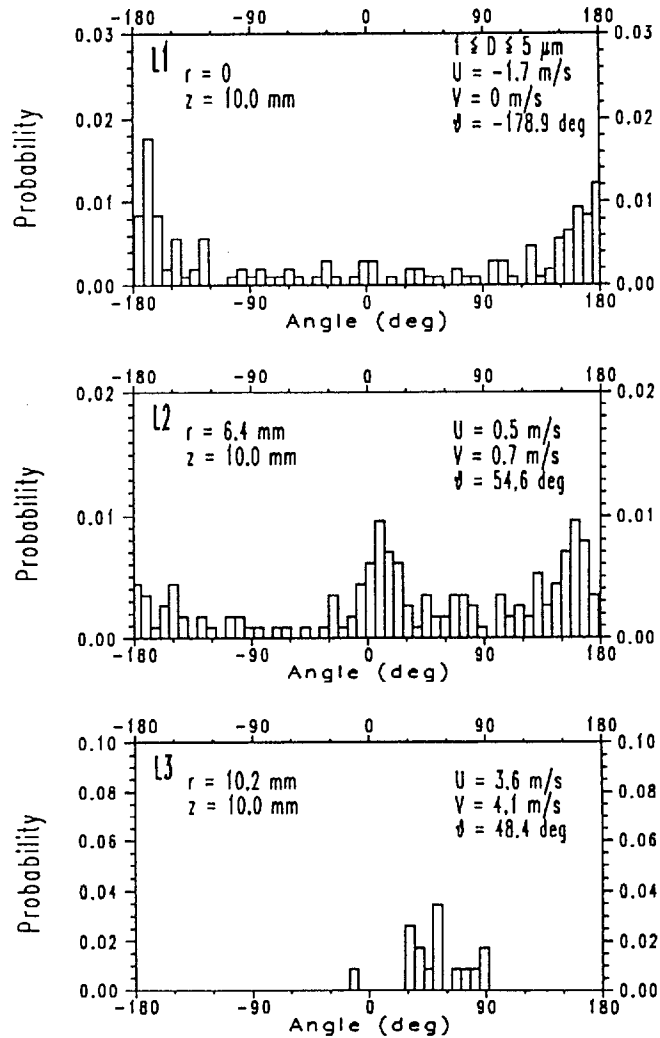 -180 -90 0 90 180
0.03 0.03
L1 1 ≤ D ≤ 5 μm
r = 0 U = -1.7 m/s
z = 10.0 mm V = 0 m/s
ϑ = -178.9 deg
0.02 0.02
Probability
0.01 0.01
0.00 0.00
-180 -90 0 90 180
Angle (deg)
-180 -90 0 90 180
0.02 0.02
L2
r = 6.4 mm U = 0.5 m/s
z = 10.0 mm V = 0.7 m/s
ϑ = 54.6 deg
Probability
0.01 0.01
0.00 0.00
-180 -90 0 90 180
Angle (deg)
-180 -90 0 90 180
0.10 0.10
L3
r = 10.2 mm U = 3.6 m/s
z = 10.0 mm V = 4.1 m/s
ϑ = 48.4 deg
0.08 0.08
0.06 0.06
Probability
0.04 0.04
0.02 0.02
0.00 0.00
-180 -90 0 90 180
Angle (deg)